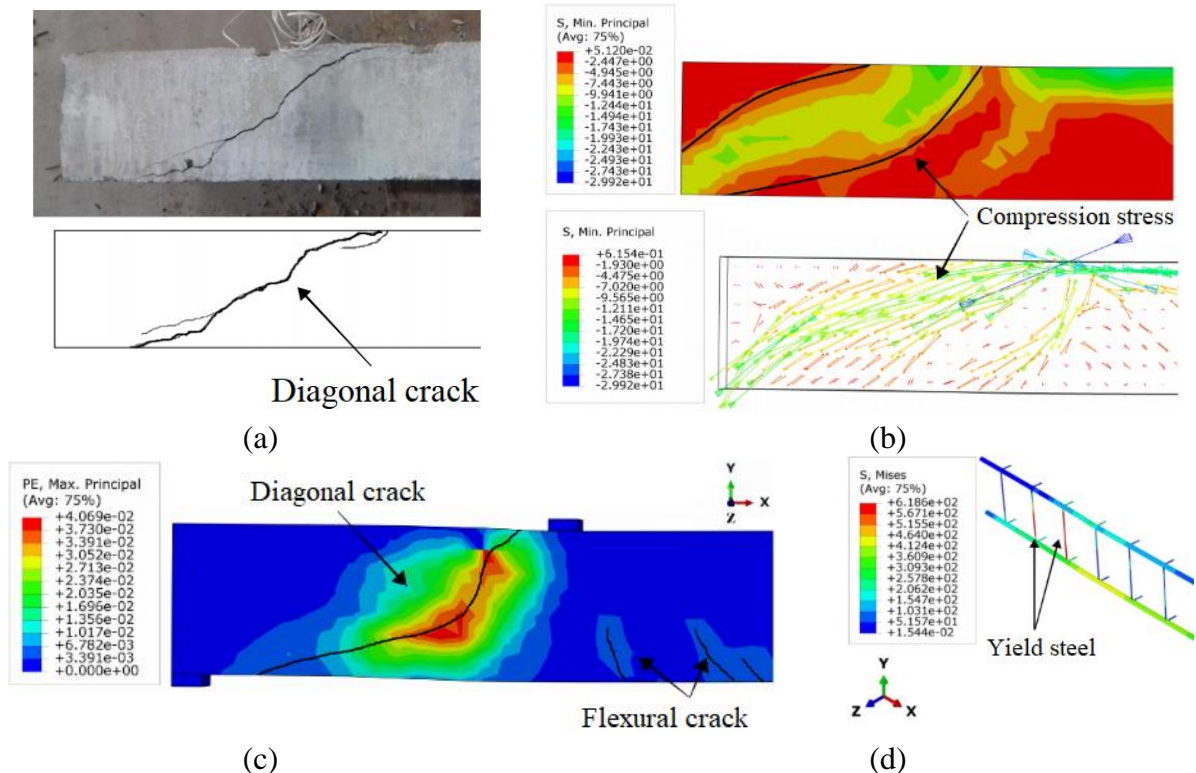 Diagonal crack
(a)
S, Min. Principal
(Avg: 75%)
+5.120e-02
-2.447e+00
-4.945e+00
-7.443e+00
-9.941e+00
-1.244e+01
-1.494e+01
-1.743e+01
-1.993e+01
-2.243e+01
-2.493e+01
-2.743e+01
-2.992e+01
Compression stress
S, Min. Principal
+6.154e-01
-1.930e+00
-4.475e+00
-7.020e+00
-9.565e+00
-1.211e+01
-1.465e+01
-1.720e+01
-1.974e+01
-2.229e+01
-2.483e+01
-2.738e+01
-2.992e+01
(b)
PE, Max. Principal
(Avg: 75%)
+4.069e-02
+3.730e-02
+3.391e-02
+3.052e-02
+2.713e-02
+2.374e-02
+2.035e-02
+1.696e-02
+1.356e-02
+1.017e-02
+6.782e-03
+3.391e-03
+0.000e+00
Diagonal crack
Y
X
Z
Flexural crack
(c)
S, Mises
(Avg: 75%)
+6.186e+02
+5.671e+02
+5.155e+02
+4.640e+02
+4.124e+02
+3.609e+02
+3.093e+02
+2.578e+02
+2.062e+02
+1.547e+02
+1.031e+02
+5.157e+01
+1.544e-02
Yield steel
Y
Z
X
(d)